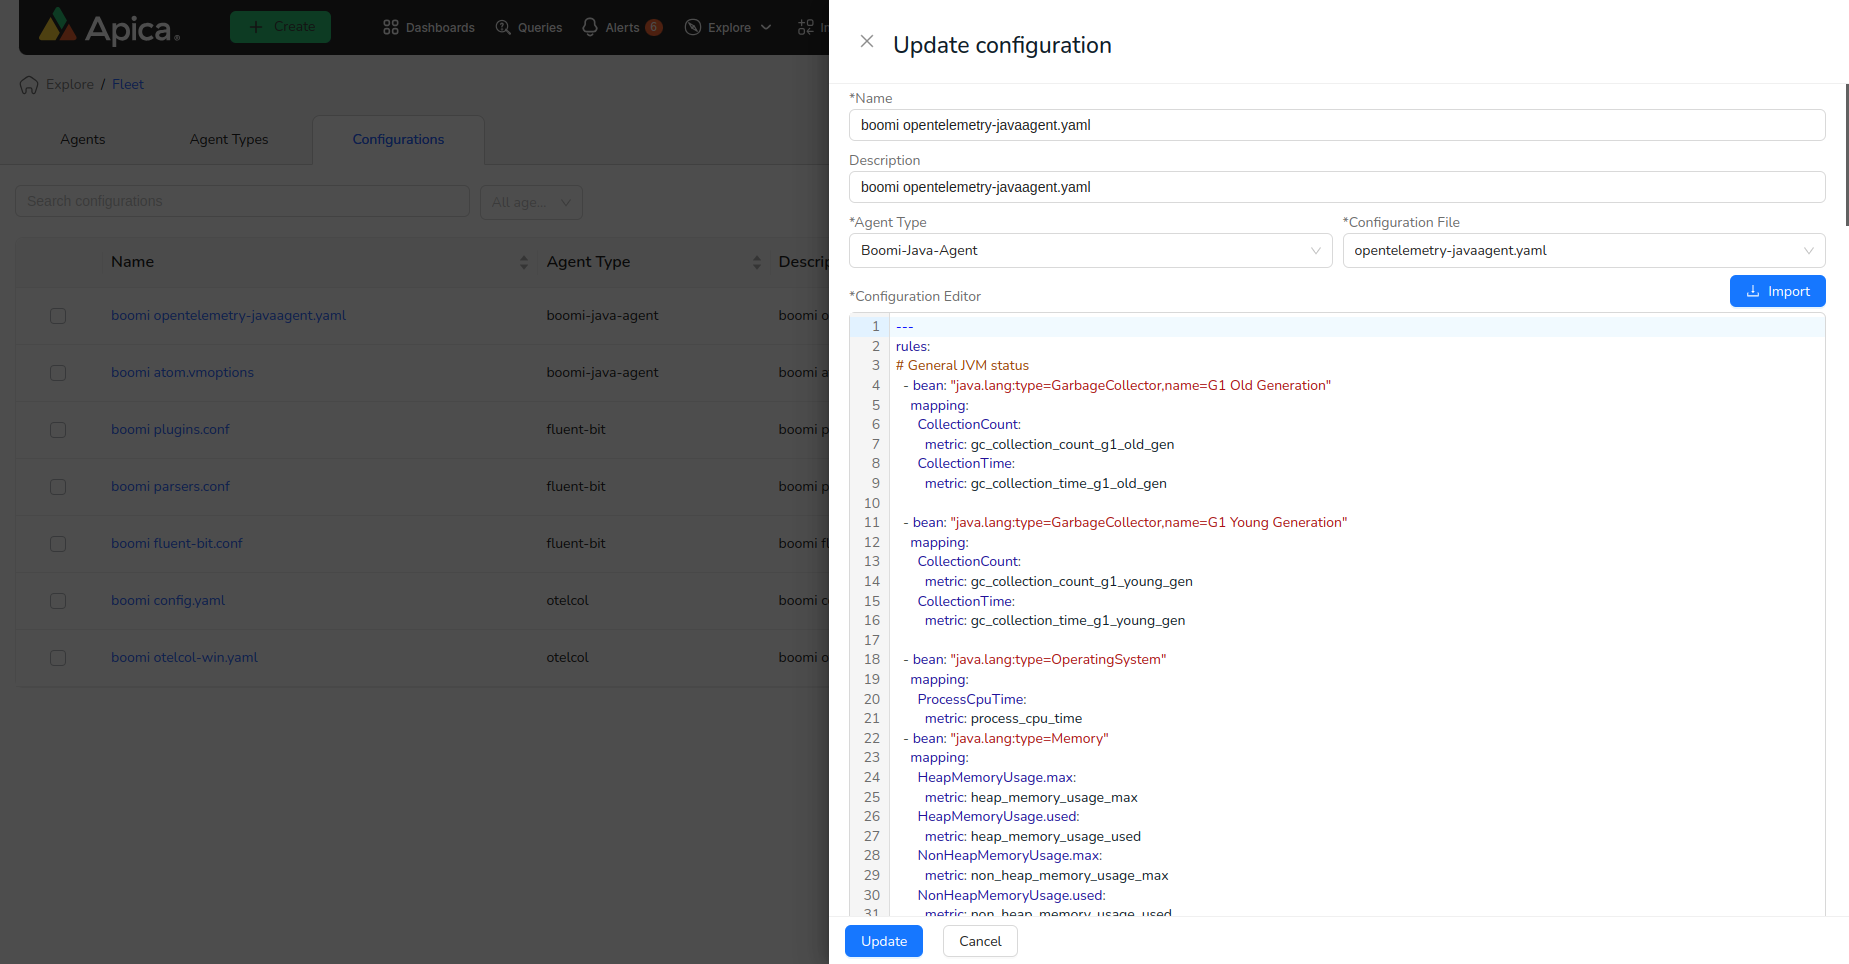 Apica
Create
Dashboards
Queries
Alerts 6
Explore
Explore / Fleet
Agents
Agent Types
Configurations
Search configurations
All age...
Name
Agent Type
boomi opentelemetry-javaagent.yaml
boomi-java-agent
boomi atom.vmoptions
boomi-java-agent
boomi plugins.conf
fluent-bit
boomi parsers.conf
fluent-bit
boomi fluent-bit.conf
fluent-bit
boomi config.yaml
otelcol
boomi otelcol-win.yaml
otelcol
Update configuration
*Name
boomi opentelemetry-javaagent.yaml
Description
boomi opentelemetry-javaagent.yaml
*Agent Type
*Configuration File
Boomi-Java-Agent
opentelemetry-javaagent.yaml
*Configuration Editor
Import
1 ---
2 rules:
3 # General JVM status
4 - bean: "java.lang:type=GarbageCollector,name=G1 Old Generation"
5 mapping:
6 CollectionCount:
7 metric: gc_collection_count_g1_old_gen
8 CollectionTime:
9 metric: gc_collection_time_g1_old_gen
10
11 - bean: "java.lang:type=GarbageCollector,name=G1 Young Generation"
12 mapping:
13 CollectionCount:
14 metric: gc_collection_count_g1_young_gen
15 CollectionTime:
16 metric: gc_collection_time_g1_young_gen
17
18 - bean: "java.lang:type=OperatingSystem"
19 mapping:
20 ProcessCpuTime:
21 metric: process_cpu_time
22 - bean: "java.lang:type=Memory"
23 mapping:
24 HeapMemoryUsage.max:
25 metric: heap_memory_usage_max
26 HeapMemoryUsage.used:
27 metric: heap_memory_usage_used
28 NonHeapMemoryUsage.max:
29 metric: non_heap_memory_usage_max
30 NonHeapMemoryUsage.used:
31 metric: non_heap_memory_usage_used
Update
Cancel